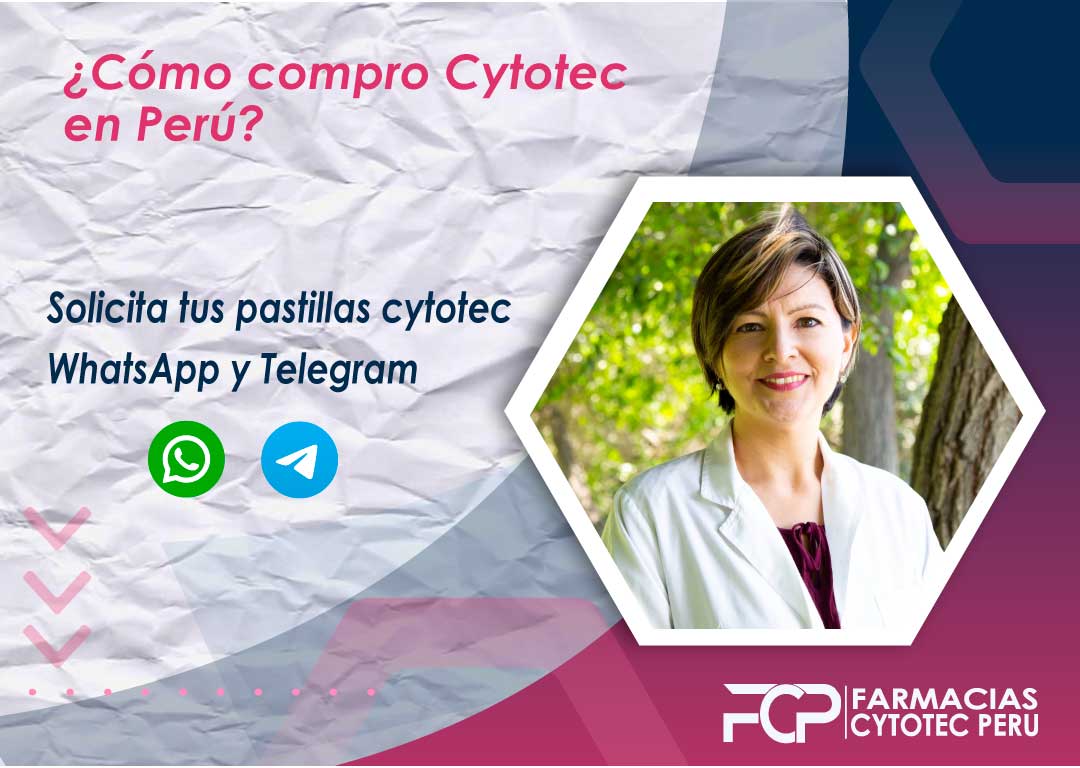 ¿Cómo compro Cytotec
en Perú?
Solicita tus pastillas cytotec
WhatsApp y Telegram
FCP
FARMACIAS
CYTOTEC PERU